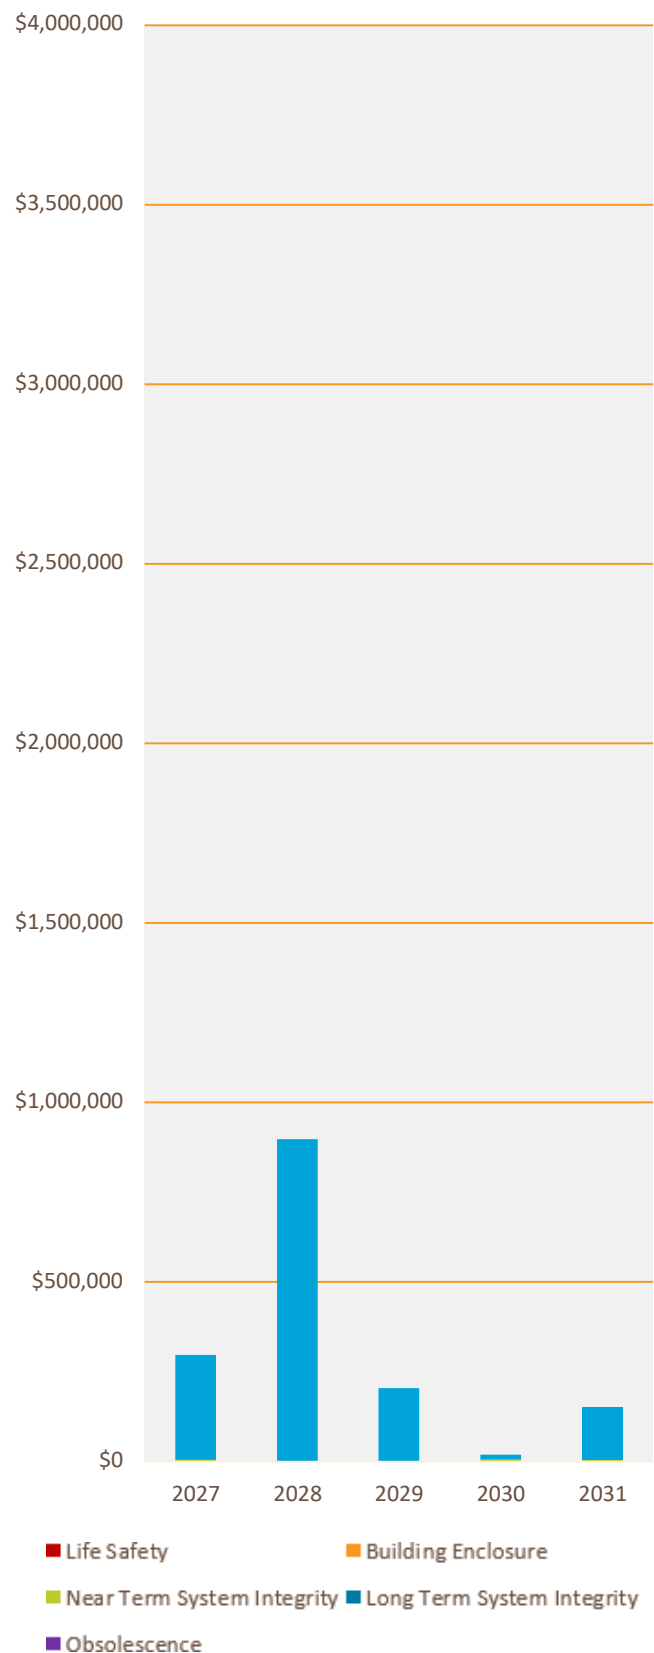 $4,000,000
$3,500,000
$3,000,000
$2,500,000
$2,000,000
$1,500,000
$1,000,000
$500,000
$0
2027 2028 2029 2030 2031
Life Safety Building Enclosure
Near Term System Integrity Long Term System Integrity
Obsolescence